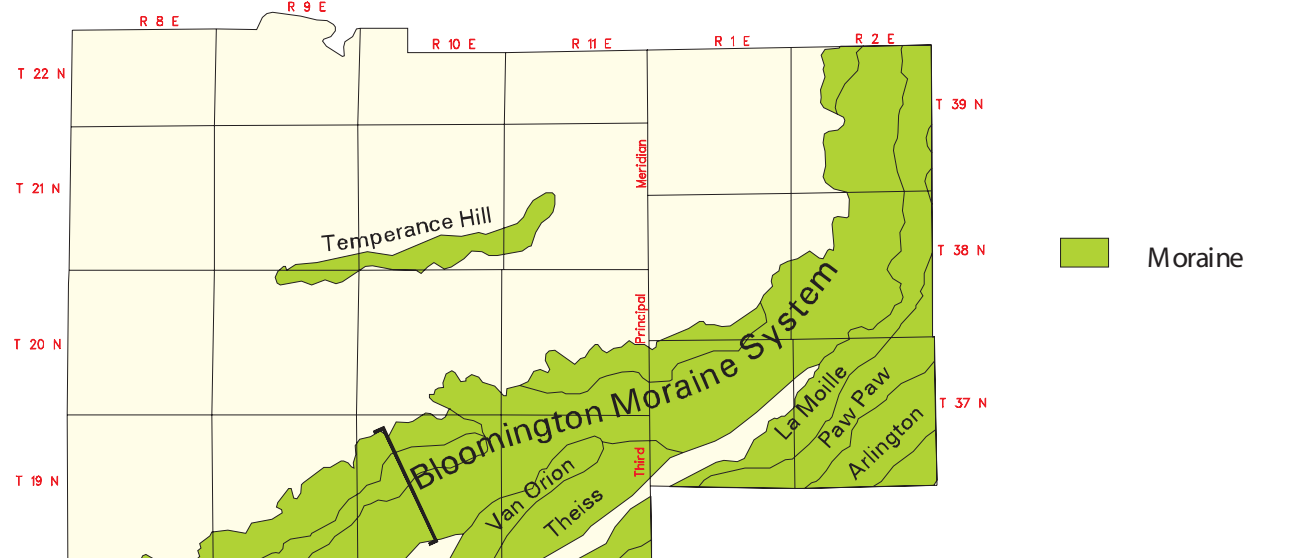 R 8 E
R 9 E
R 10 E
R 11 E
R 1 E
R 2 E
T 22 N
T 39 N
T 21 N
Meridian
Temperance Hill
T 38 N
Moraine
Principal
T 20 N
Bloomington Moraine System
T 37 N
La Moille
Paw Paw
Arlington
Third
T 19 N
Van Orion
Theiss